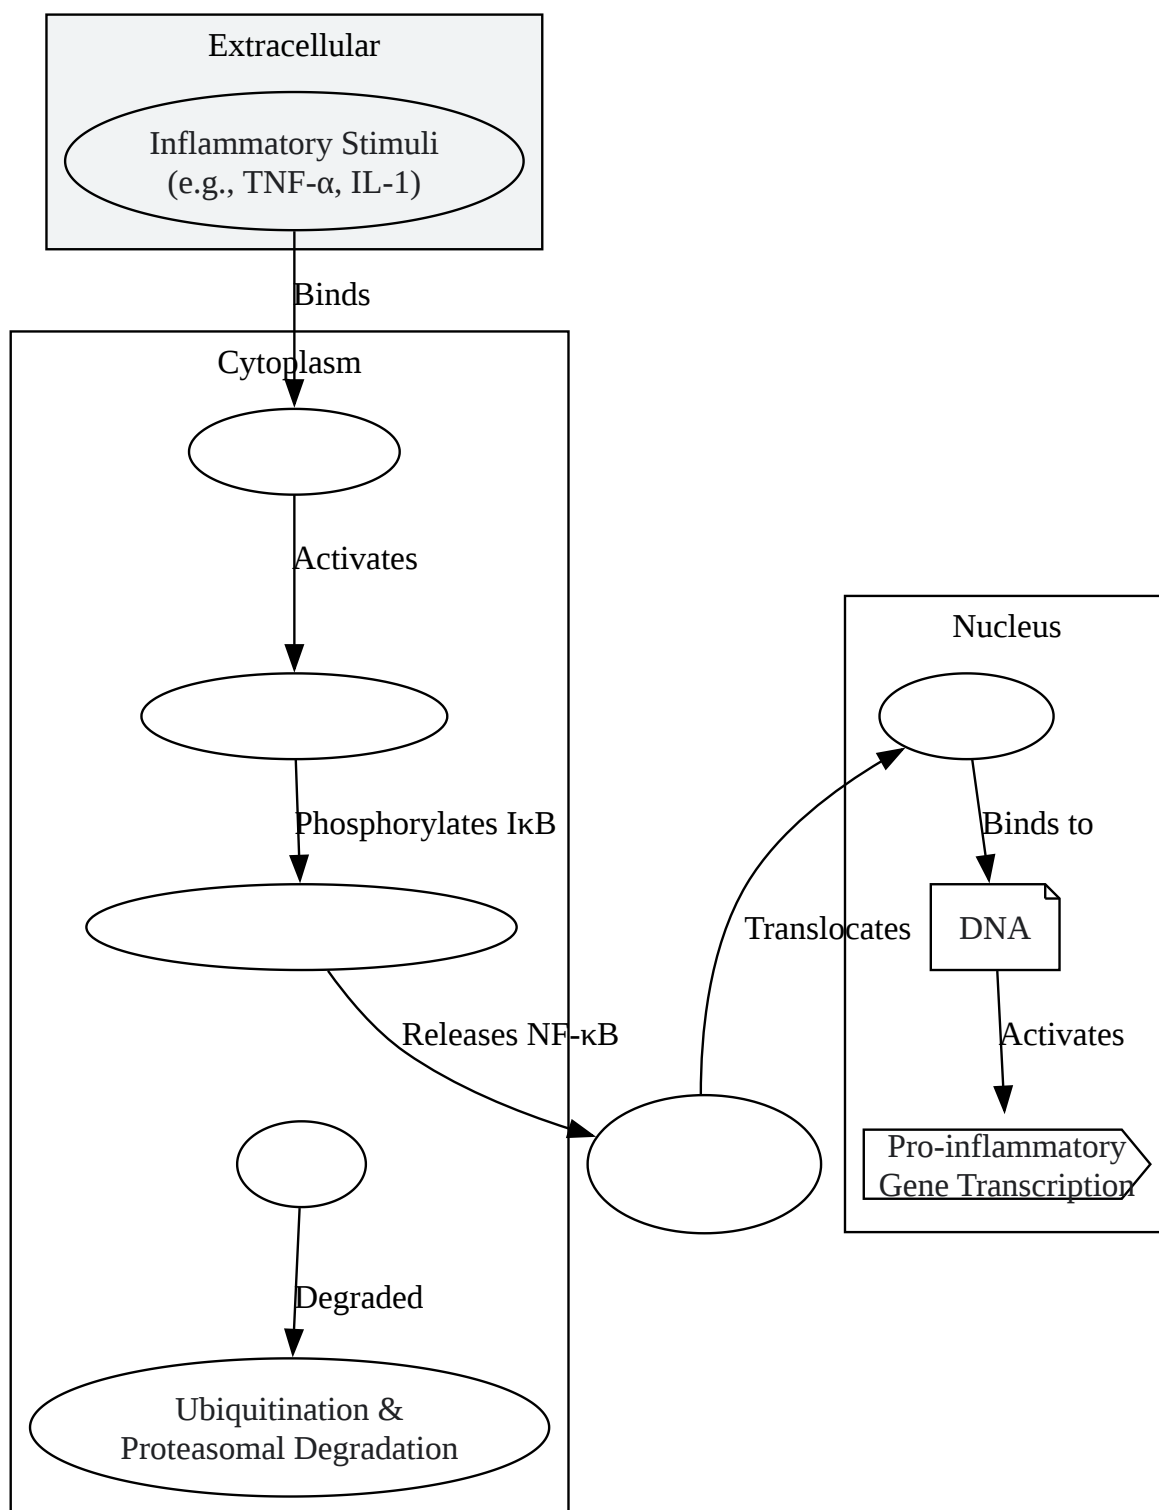 Extracellular
Inflammatory Stimuli
(e.g., TNF-α, IL-1)
Binds
Cytoplasm
Activates
Nucleus
Phosphorylates IκB
Binds to
Translocates
DNA
Releases NF-κB
Activates
Pro-inflammatory
Gene Transcription
Degraded
Ubiquitination &
Proteasomal Degradation